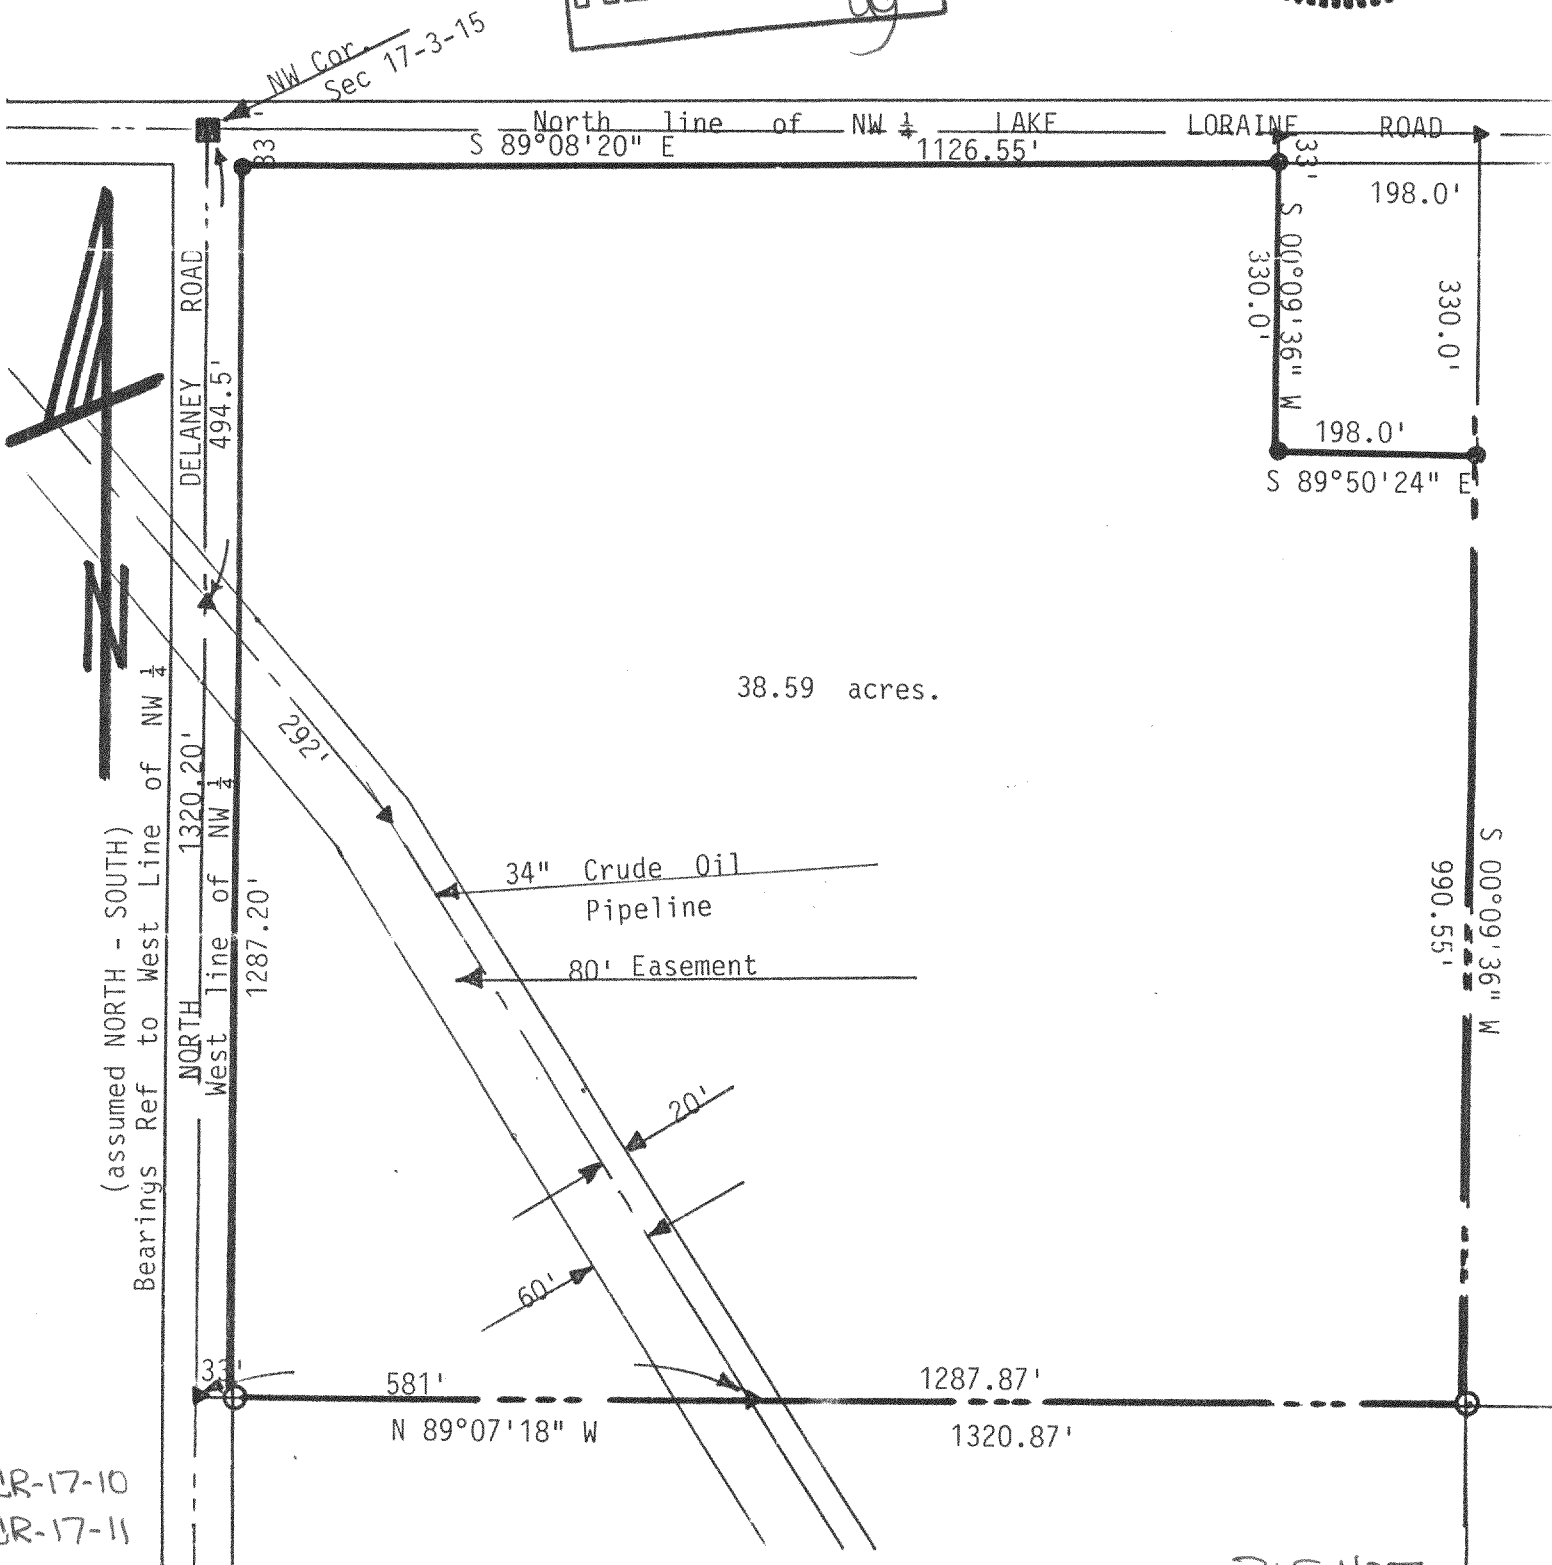 NW Cor.
Sec 17-3-15
North line of NW ¼ LAKE LORAINE ROAD
S 89°08'20" E 1126.55'
33'
33'
198.0'
S 00°09'36" W
330.0'
330.0'
198.0'
S 89°50'24" E
DELANEY ROAD
494.5'
N
38.59 acres.
292'
1320.20'
NORTH
West line of NW ¼
1287.20'
(assumed NORTH - SOUTH)
Bearings Ref to West Line of NW ¼
34" Crude Oil
Pipeline
80' Easement
S 00°09'36" W
990.55'
20'
60'
33'
581'
1287.87'
N 89°07'18" W
1320.87'
R-17-10
R-17-11